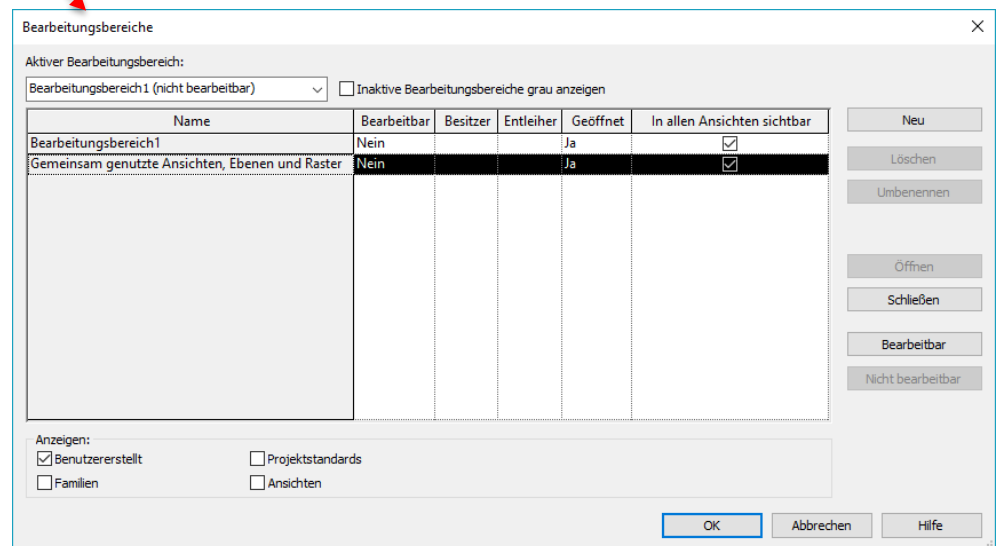 Bearbeitungsbereiche
Aktiver Bearbeitungsbereich:
Bearbeitungsbereich1 (nicht bearbeitbar)
Inaktive Bearbeitungsbereiche grau anzeigen
Name Bearbeitbar Besitzer Entleiher Geöffnet In allen Ansichten sichtbar
Bearbeitungsbereich1 Nein Ja
Gemeinsam genutzte Ansichten, Ebenen und Raster Nein Ja
Neu
Löschen
Umbenennen
Öffnen
Schließen
Bearbeitbar
Nicht bearbeitbar
Anzeigen:
Benutzererstellt Projektstandards
Familien Ansichten
OK Abbrechen Hilfe